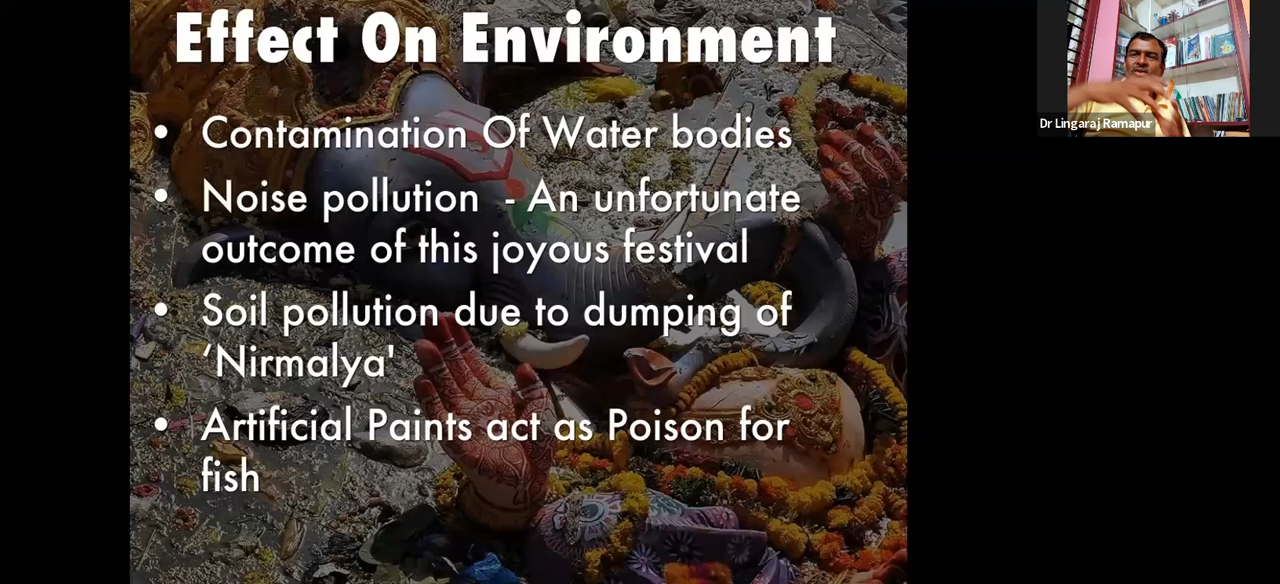 Effect On Environment
• Contamination Of Water bodies
• Noise pollution - An unfortunate
outcome of this joyous festival
• Soil pollution due to dumping of
‘Nirmalya'
• Artificial Paints act as Poison for
fish
Dr Lingaraj Ramapur